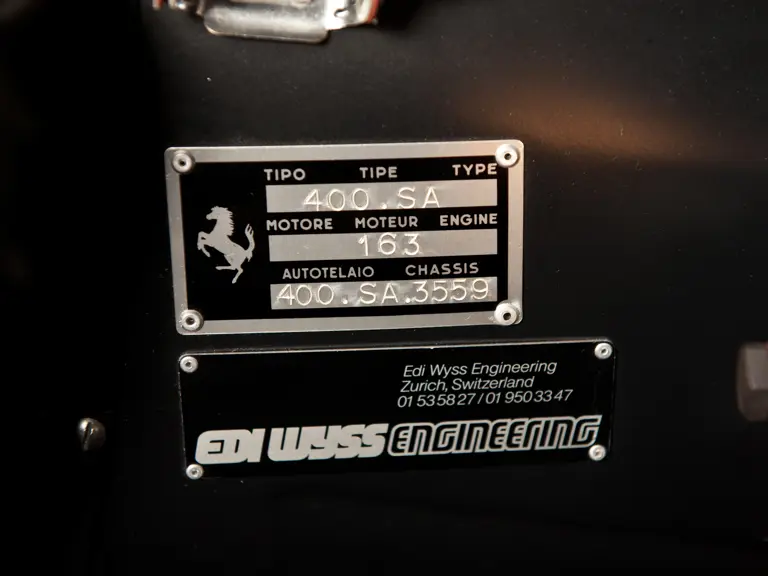 TIPO TIPE TYPE
400.SA
MOTORE MOTEUR ENGINE
163
AUTOTELAIO CHASSIS
400.SA.3559
Edi Wyss Engineering
Zurich, Switzerland
01 53 58 27 / 01 950 33 47
EDI WYSS ENGINEERING